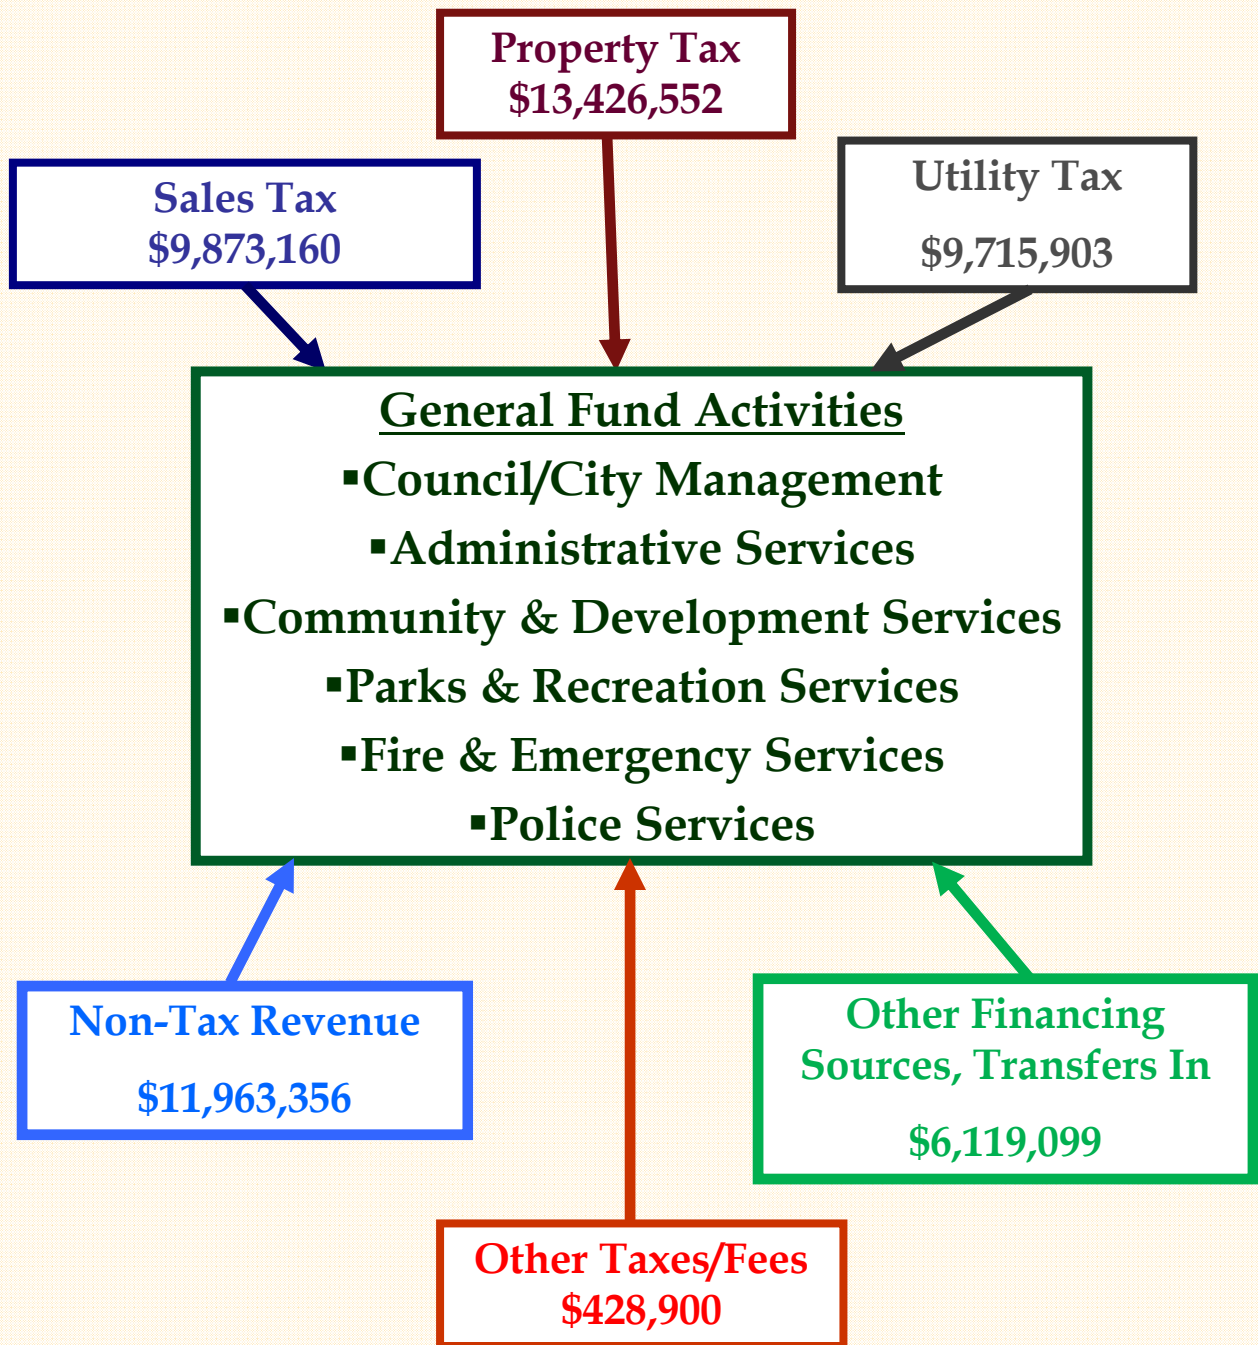 Property Tax
$13,426,552
Sales Tax
$9,873,160
Utility Tax
$9,715,903
General Fund Activities
▪Council/City Management
▪Administrative Services
▪Community & Development Services
▪Parks & Recreation Services
▪Fire & Emergency Services
▪Police Services
Non-Tax Revenue
$11,963,356
Other Financing
Sources, Transfers In
$6,119,099
Other Taxes/Fees
$428,900